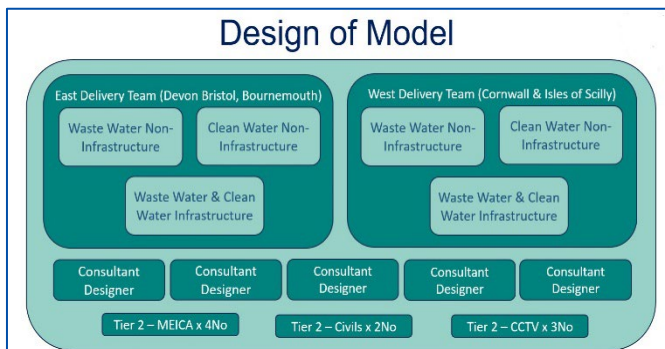 Design of Model
East Delivery Team (Devon Bristol, Bournemouth)
Waste Water Non-
Infrastructure
Clean Water Non-
Infrastructure
Waste Water & Clean
Water Infrastructure
West Delivery Team (Cornwall & Isles of Scilly)
Waste Water Non-
Infrastructure
Clean Water Non-
Infrastructure
Waste Water & Clean
Water Infrastructure
Consultant
Designer
Consultant
Designer
Consultant
Designer
Consultant
Designer
Consultant
Designer
Tier 2 – MEICA x 4No
Tier 2 – Civils x 2No
Tier 2 – CCTV x 3No